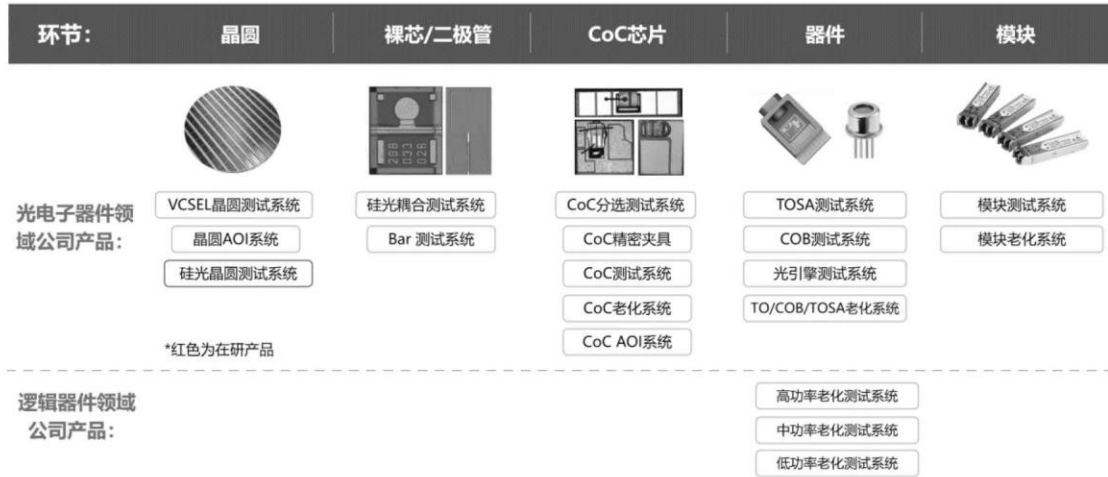 环节： 晶圆 裸芯/二极管 CoC芯片 器件 模块
光电子器件领
域公司产品：
VCSEL晶圆测试系统 硅光耦合测试系统 CoC分选测试系统 TOSA测试系统 模块测试系统
晶圆AOI系统 Bar 测试系统 CoC精密夹具 COB测试系统 模块老化系统
硅光晶圆测试系统 CoC测试系统 光引擎测试系统
CoC老化系统 TO/COB/TOSA老化系统
*红色为在研产品 CoC AOI系统
逻辑器件领域
公司产品：
高功率老化测试系统
中功率老化测试系统
低功率老化测试系统